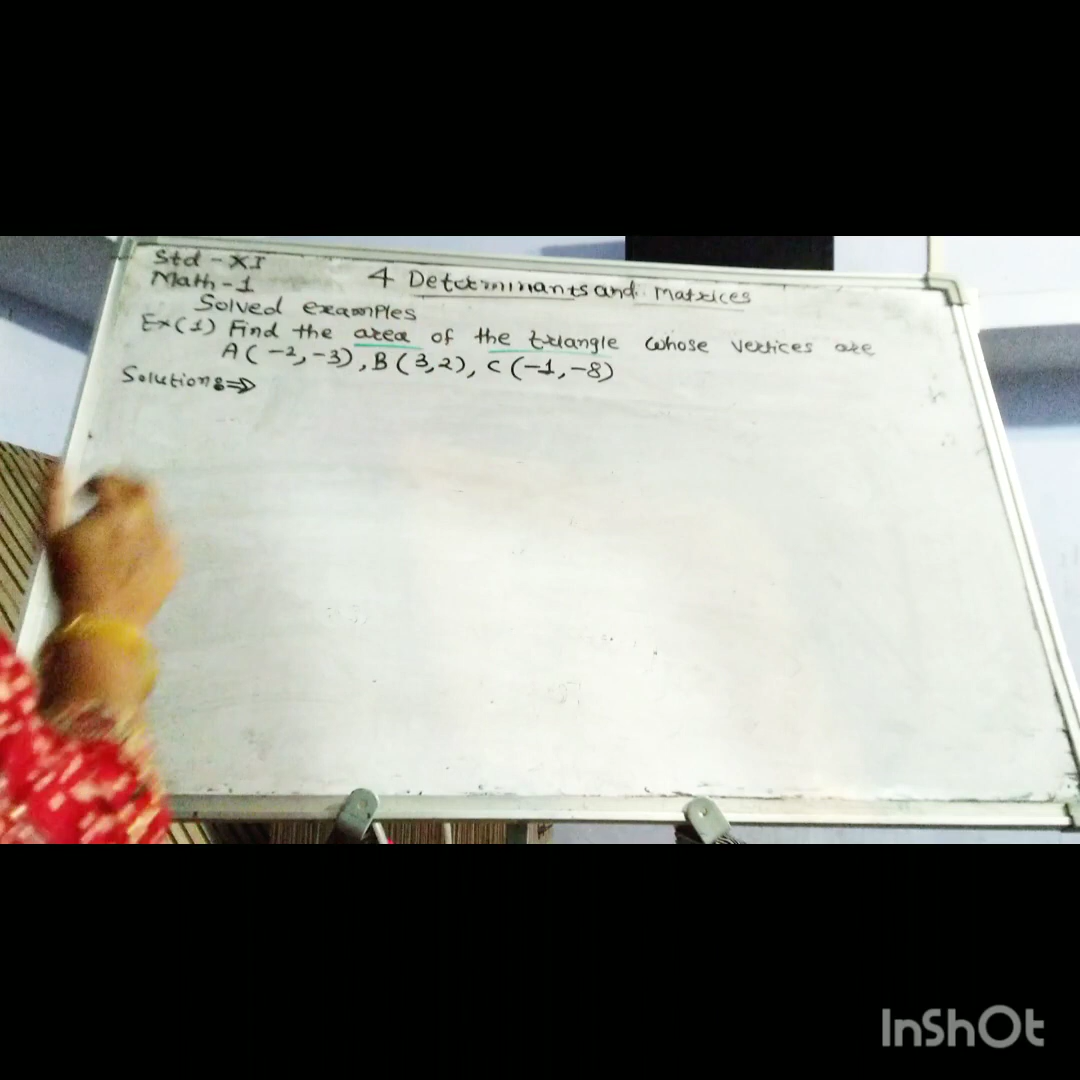 Std - XI
Math - 1
4 Determinants and Matrices
Solved examples
Ex(1) Find the area of the triangle whose vertices are
A(-2,-3), B(3,2), C(-1,-8)
Solution:⇒
InShOt